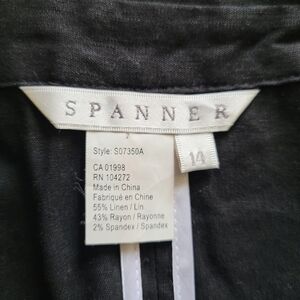 SPANNER
14
Style: S07350A
CA 01998
RN 104272
Made in China
Fabriqué en Chine
55% Linen / Lin
43% Rayon / Rayonne
2% Spandex / Spandex